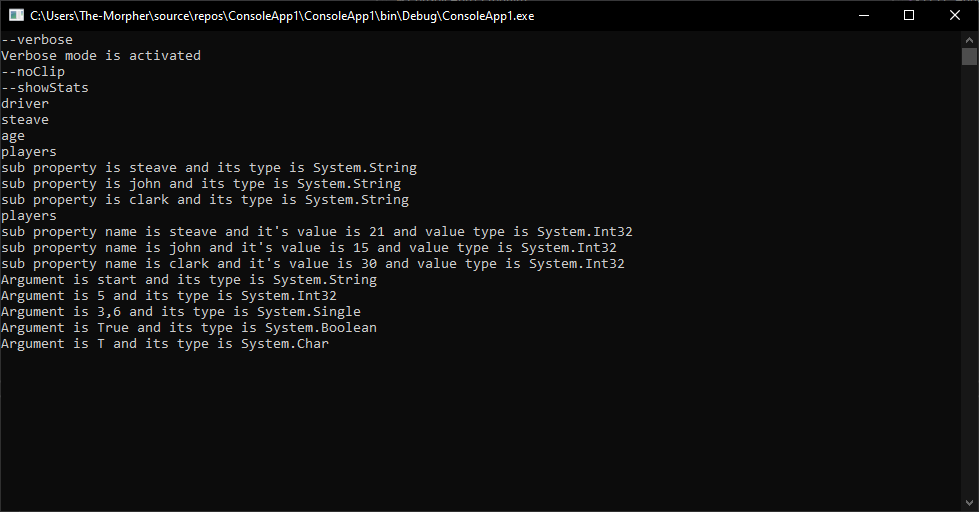 C:\Users\The-Morpher\source\repos\ConsoleApp1\ConsoleApp1\bin\Debug\ConsoleApp1.exe
--verbose
Verbose mode is activated
--noClip
--showStats
driver
steave
age
players
sub property is steave and its type is System.String
sub property is john and its type is System.String
sub property is clark and its type is System.String
players
sub property name is steave and it's value is 21 and value type is System.Int32
sub property name is john and it's value is 15 and value type is System.Int32
sub property name is clark and it's value is 30 and value type is System.Int32
Argument is start and its type is System.String
Argument is 5 and its type is System.Int32
Argument is 3,6 and its type is System.Single
Argument is True and its type is System.Boolean
Argument is T and its type is System.Char